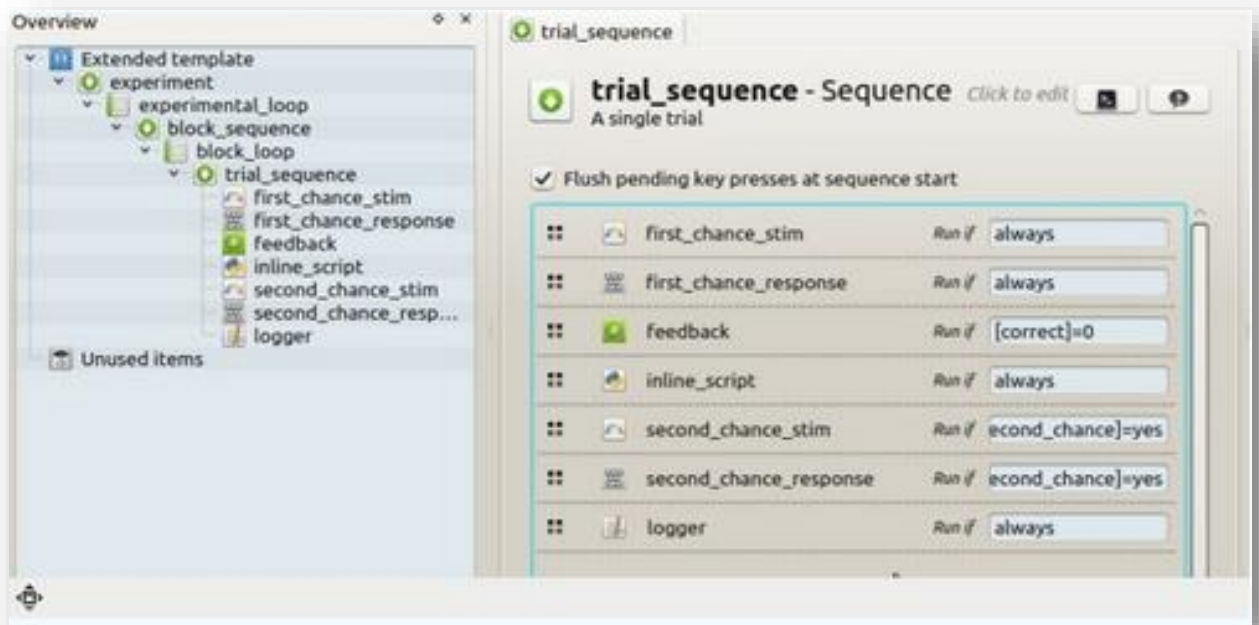 Overview
Extended template
experiment
experimental_loop
block_sequence
block_loop
trial_sequence
first_chance_stim
first_chance_response
feedback
inline_script
second_chance_stim
second_chance_resp...
logger
Unused items
trial_sequence
trial_sequence - Sequence Click to edit
A single trial
Flush pending key presses at sequence start
first_chance_stim Run if always
first_chance_response Run if always
feedback Run if [correct]=0
inline_script Run if always
second_chance_stim Run if econd_chance]=yes
second_chance_response Run if econd_chance]=yes
logger Run if always